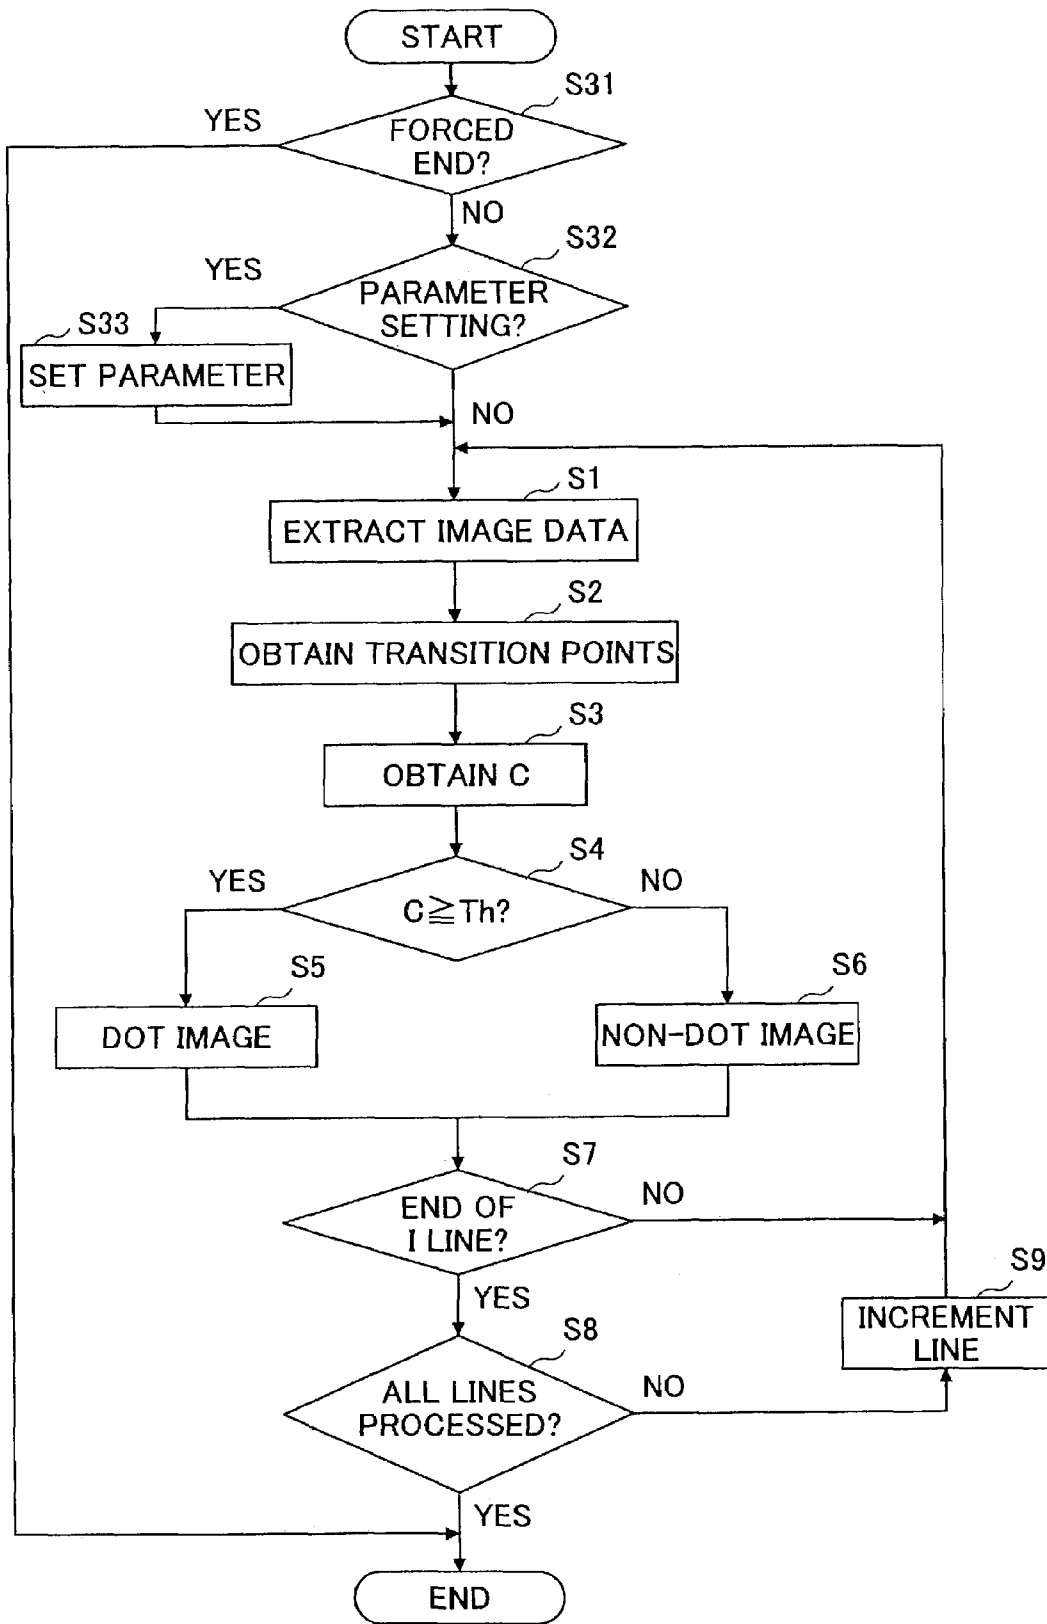 START
S31
YES
FORCED
END?
NO
S32
YES
PARAMETER
SETTING?
S33
SET PARAMETER
NO
S1
EXTRACT IMAGE DATA
S2
OBTAIN TRANSITION POINTS
S3
OBTAIN C
S4
YES
NO
C≧Th?
S5
S6
DOT IMAGE
NON-DOT IMAGE
S7
NO
END OF
I LINE?
S9
YES
INCREMENT
LINE
S8
ALL LINES
PROCESSED?
NO
YES
END